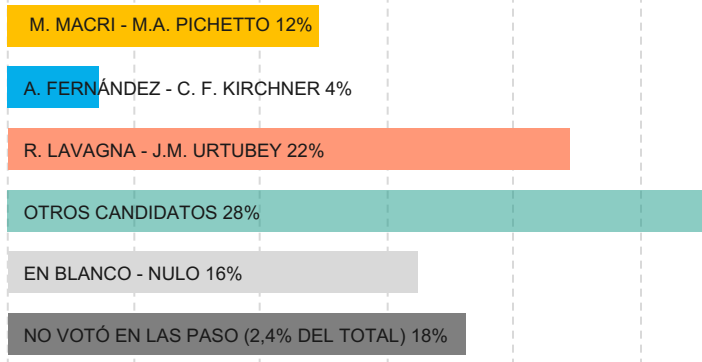 M. MACRI - M.A. PICHETTO 12%
A. FERNÁNDEZ - C. F. KIRCHNER 4%
R. LAVAGNA - J.M. URTUBEY 22%
OTROS CANDIDATOS 28%
EN BLANCO - NULO 16%
NO VOTÓ EN LAS PASO (2,4% DEL TOTAL) 18%